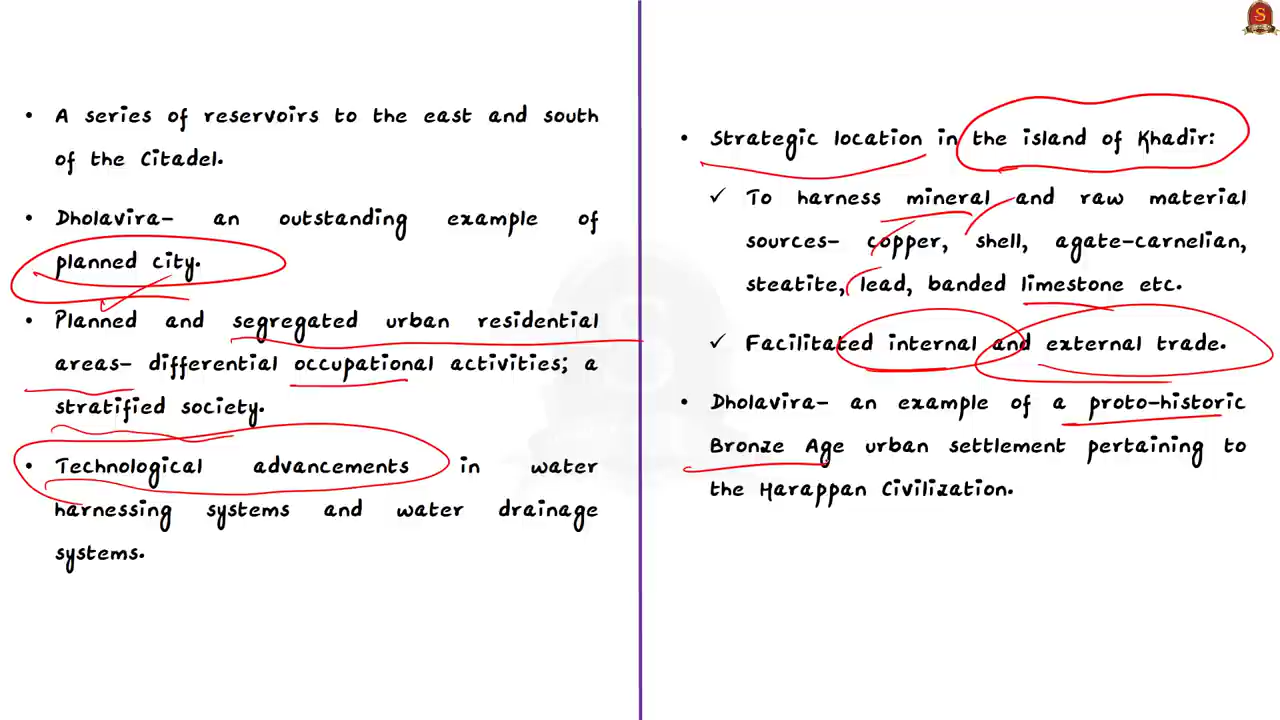 • A series of reservoirs to the east and south
of the Citadel.
• Dholavira- an outstanding example of
planned city.
• Planned and segregated urban residential
areas- differential occupational activities; a
stratified society.
• Technological advancements in water
harnessing systems and water drainage
systems.
• Strategic location in the island of Khadir:
✓ To harness mineral and raw material
sources- copper, shell, agate-carnelian,
steatite, lead, banded limestone etc.
✓ Facilitated internal and external trade.
• Dholavira- an example of a proto-historic
Bronze Age urban settlement pertaining to
the Harappan Civilization.
S